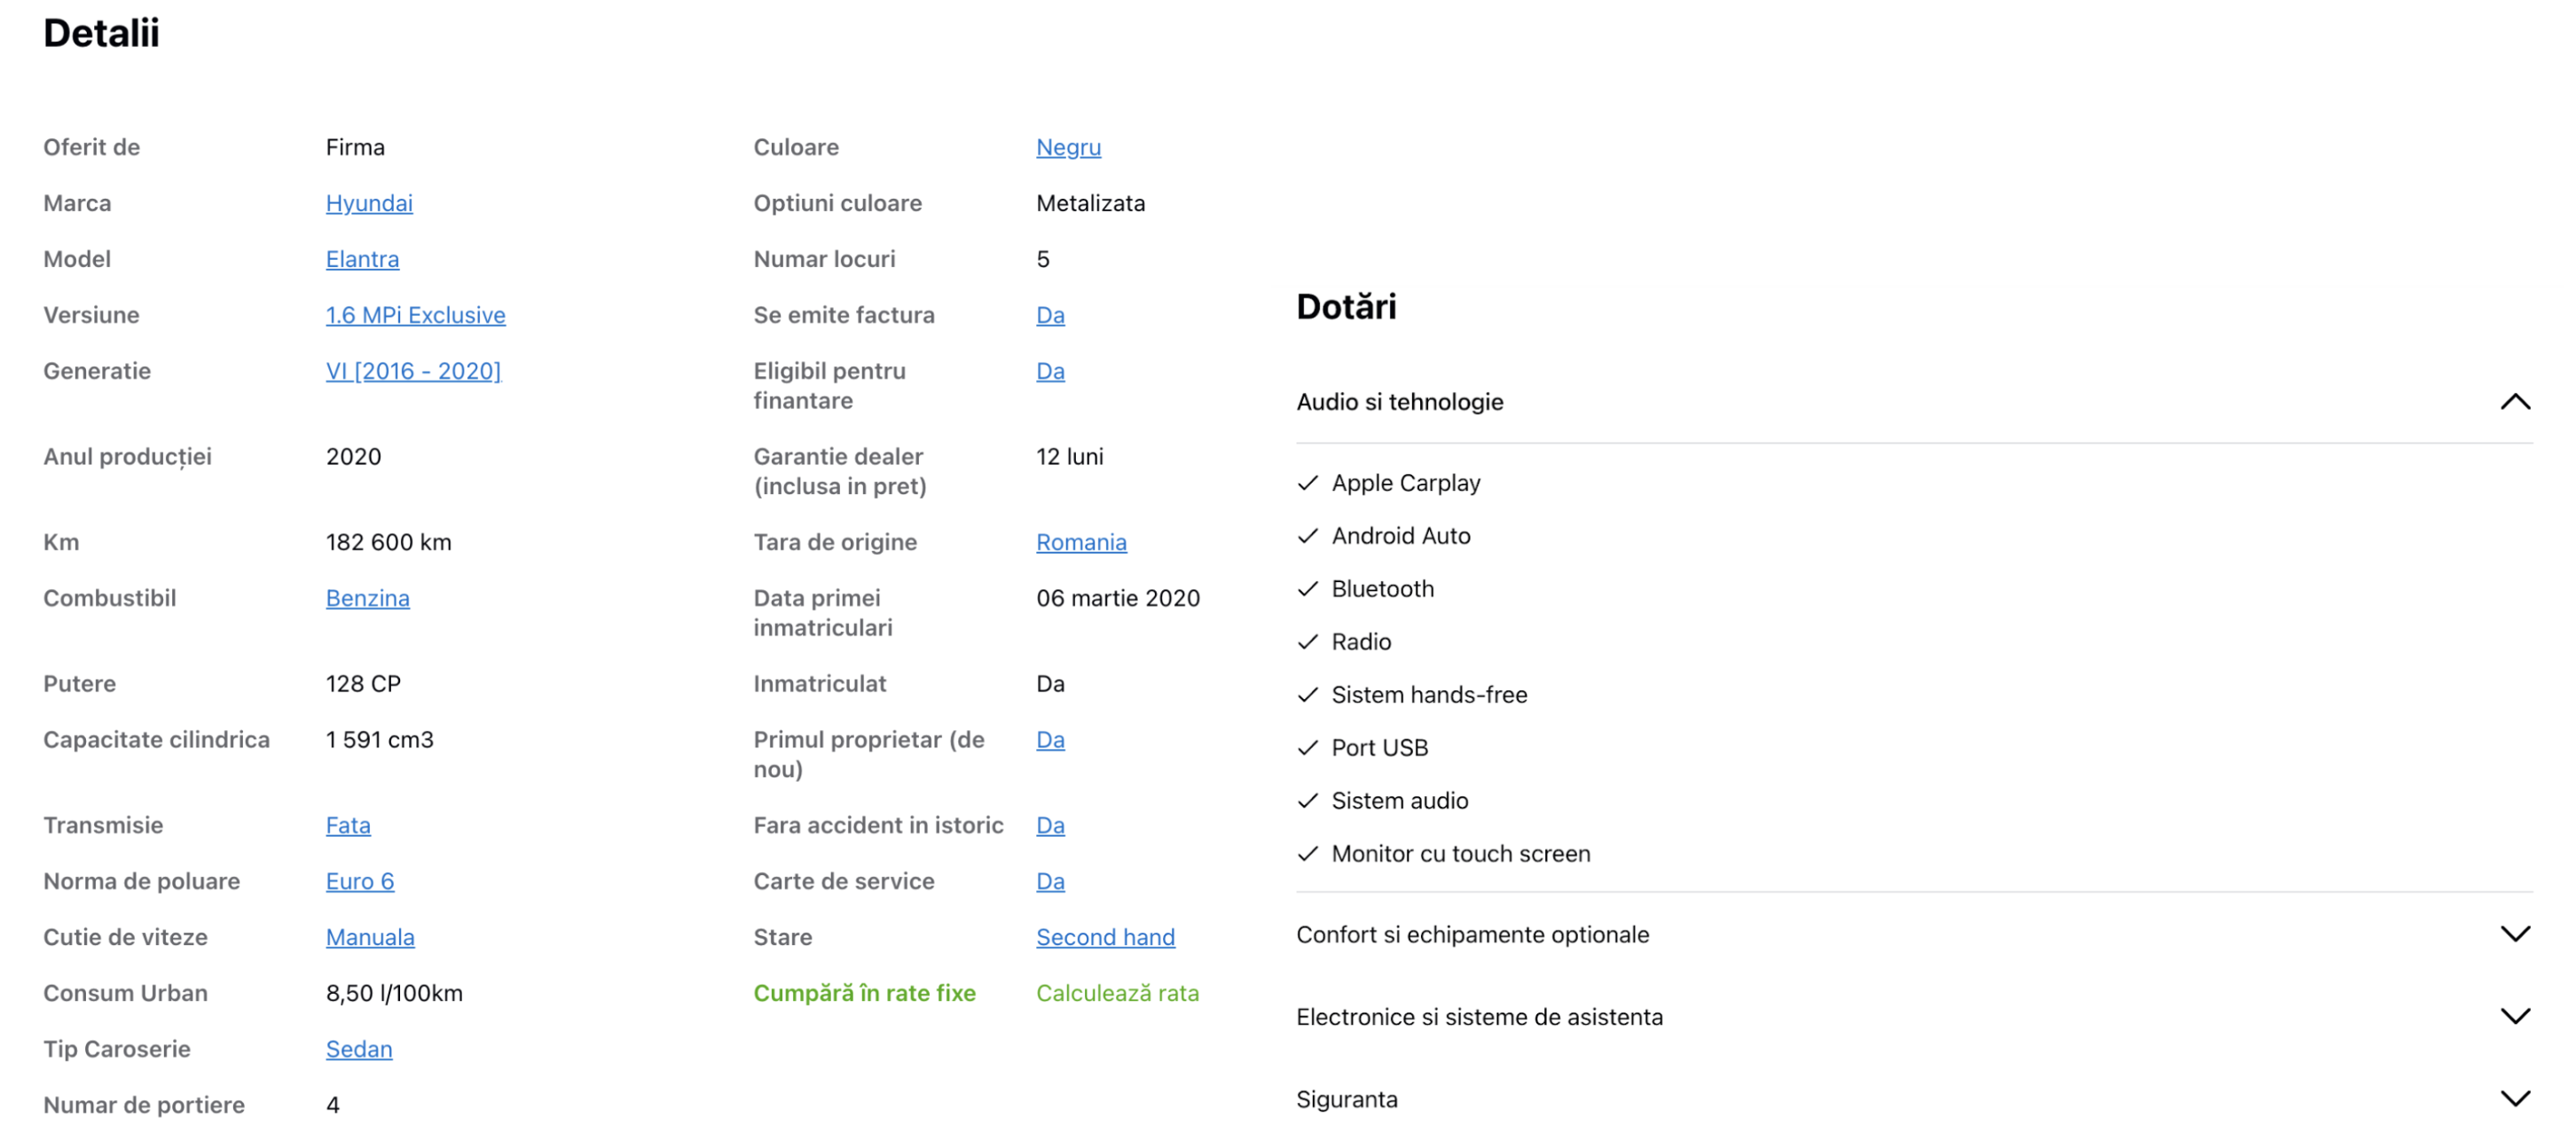 Detalii
Oferit de Firma
Marca Hyundai
Model Elantra
Versiune 1.6 MPi Exclusive
Generatie VI [2016 - 2020]
Anul producției 2020
Km 182 600 km
Combustibil Benzina
Putere 128 CP
Capacitate cilindrica 1 591 cm3
Transmisie Fata
Norma de poluare Euro 6
Cutie de viteze Manuala
Consum Urban 8,50 l/100km
Tip Caroserie Sedan
Numar de portiere 4
Culoare Negru
Optiuni culoare Metalizata
Numar locuri 5
Se emite factura Da
Eligibil pentru Da
finantare
Garantie dealer 12 luni
(inclusa in pret)
Tara de origine Romania
Data primei 06 martie 2020
inmatriculari
Inmatriculat Da
Primul proprietar (de Da
nou)
Fara accident in istoric Da
Carte de service Da
Stare Second hand
Cumpără în rate fixe Calculează rata
Dotări
Audio si tehnologie
Apple Carplay
Android Auto
Bluetooth
Radio
Sistem hands-free
Port USB
Sistem audio
Monitor cu touch screen
Confort si echipamente optionale
Electronice si sisteme de asistenta
Siguranta